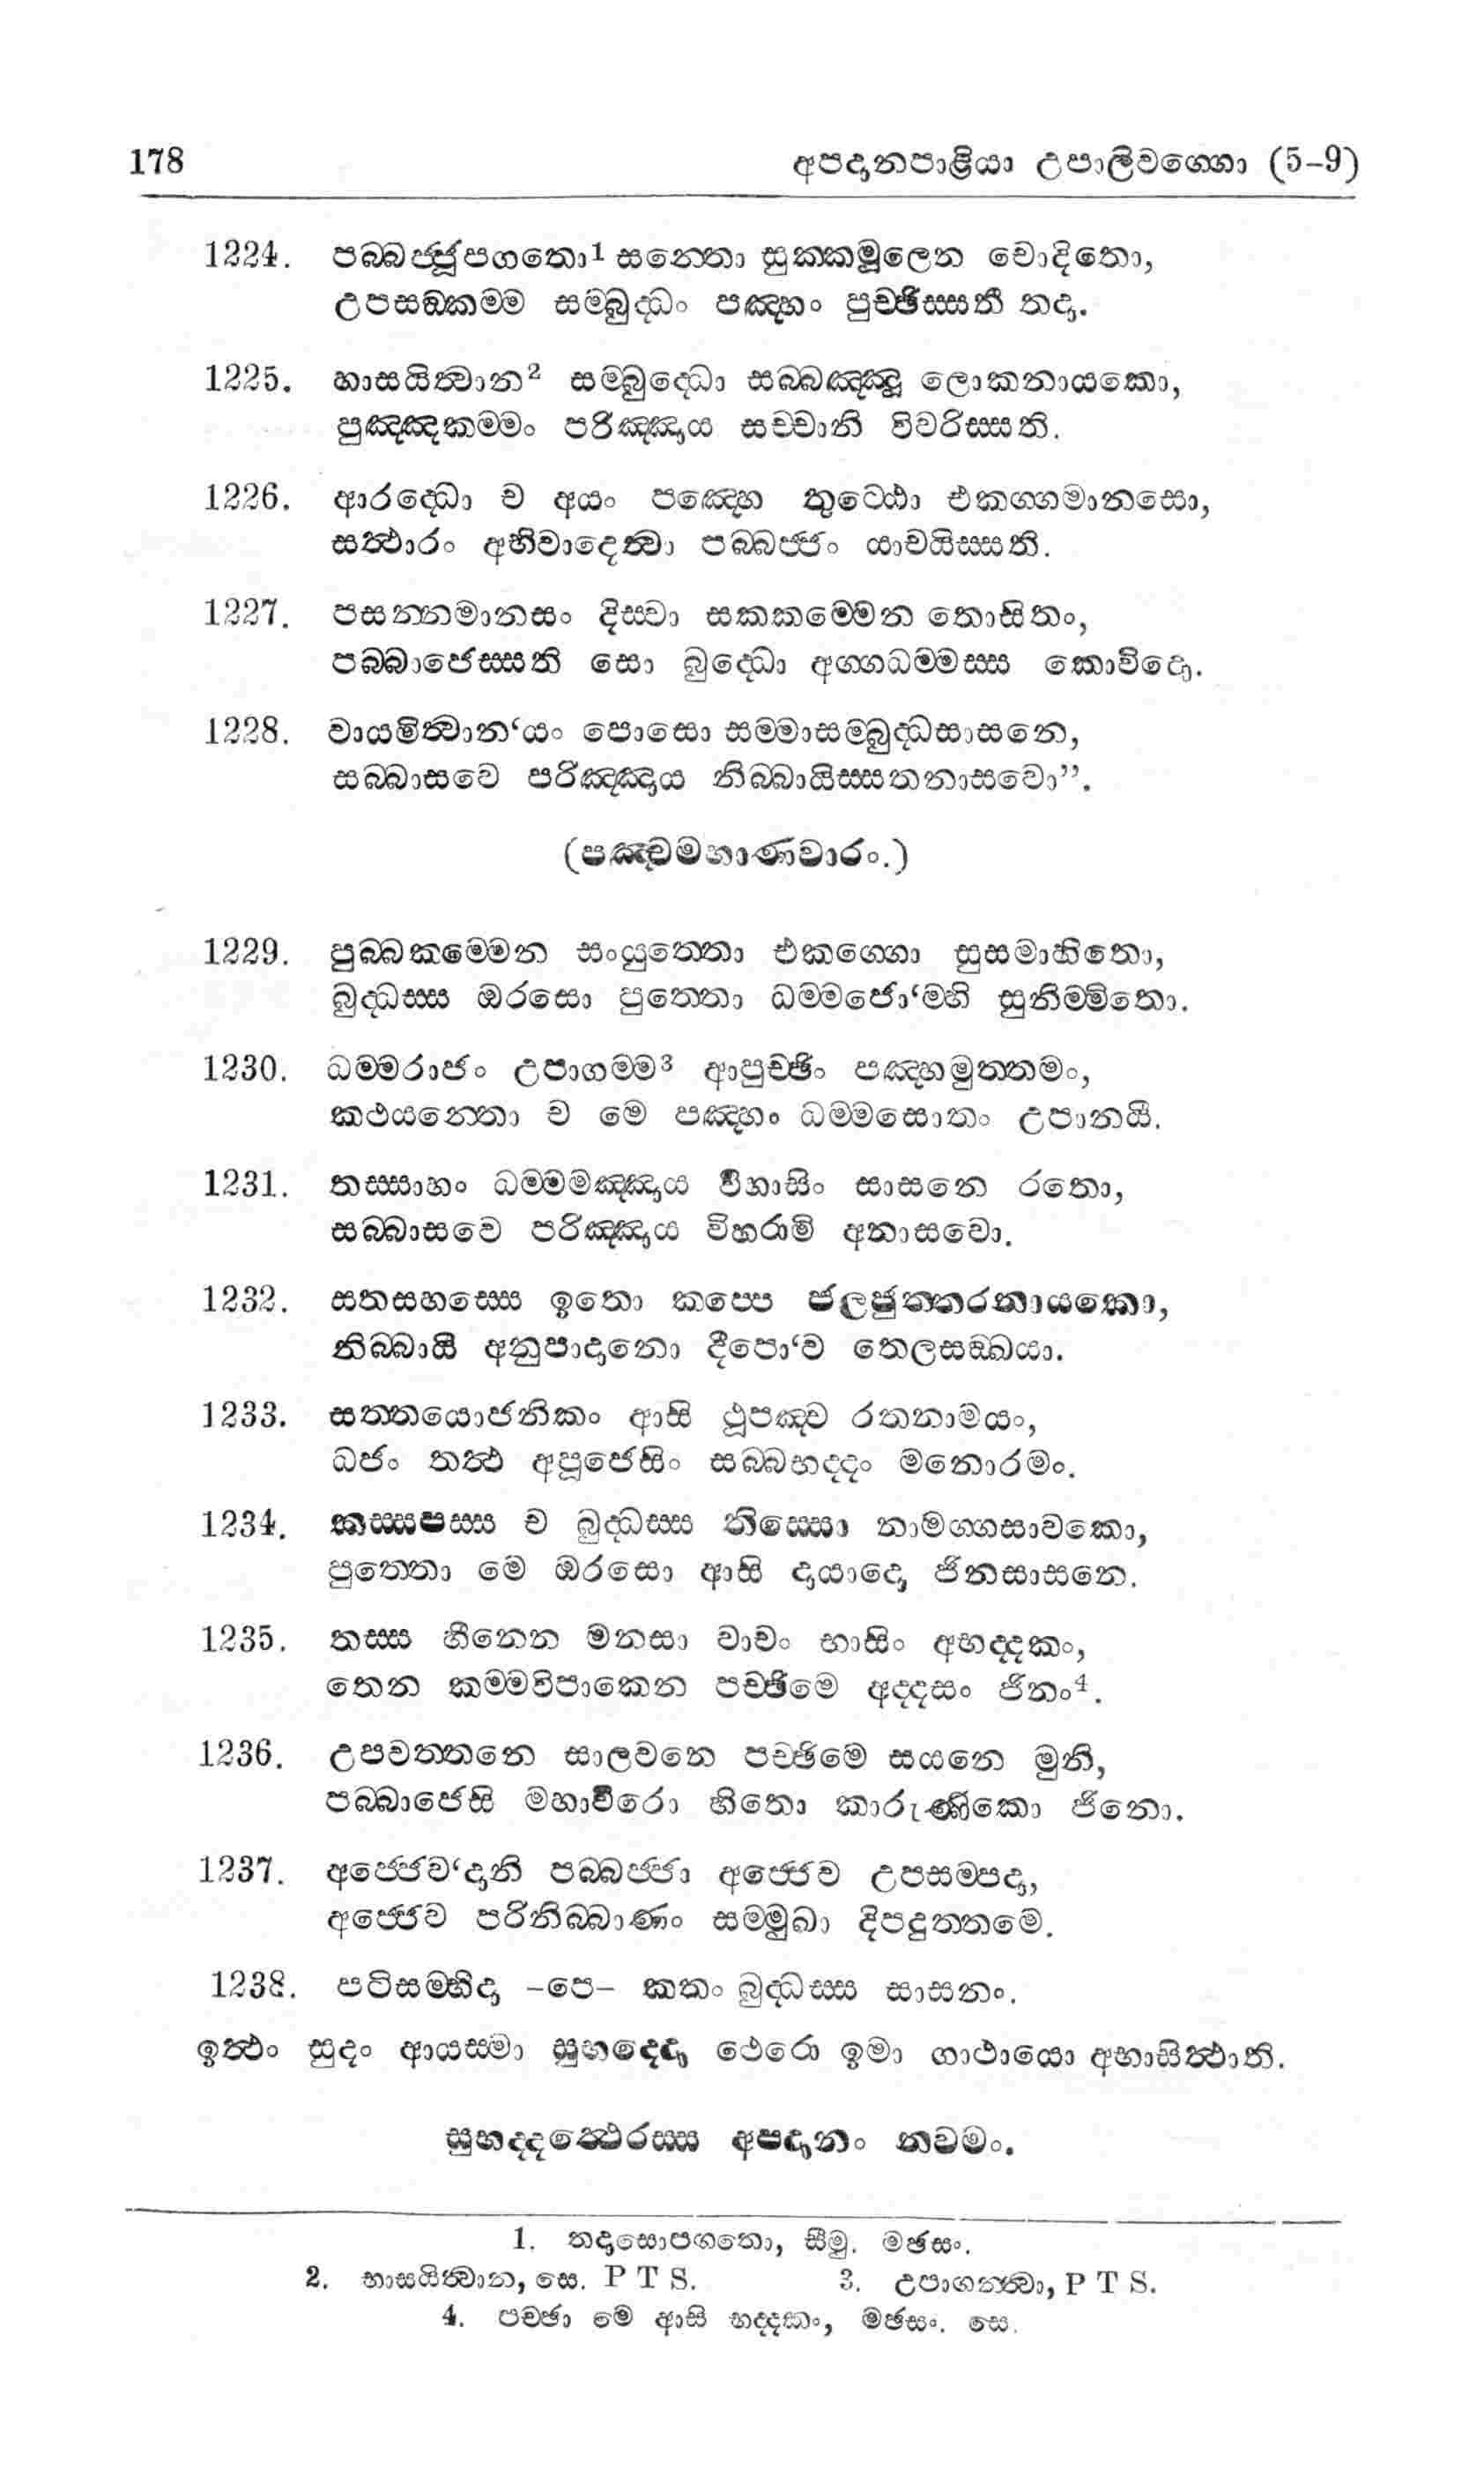 178 අපදානපාළියා උපාලිවග්ගො (5-9)
1224. පබ්බජ්ජූපගතො1 සන්තො සුක්කමූලෙන චොදිතො,
උපසඞ්කම්ම සම්බුද්ධං පඤ්හං පුච්ඡිස්සති තදා.
1225. හාසයිත්වාන2 සම්බුද්ධො සබ්බඤ්ඤූ ලොකනායකො,
පුඤ්ඤකම්මං පරිඤ්ඤාය සච්චානි විවරිස්සති.
1226. ආරද්ධො ච අයං පඤ්හෙ තුට්ඨො එකග්ගමානසො,
සත්ථාරං අභිවාදෙත්වා පබ්බජ්ජං යාචයිස්සති.
1227. පසන්නමානසං දිස්වා සකකම්මෙන තොසිතං,
පබ්බාජෙස්සති සො බුද්ධො අග්ගධම්මස්ස කොවිදො.
1228. වායමිත්වාන‘යං පොසො සම්මාසම්බුද්ධසාසනෙ,
සබ්බාසවෙ පරිඤ්ඤාය නිබ්බායිස්සතනාසවො”.
(පඤ්චමභාණවාරං.)
1229. පුබ්බකම්මෙන සංයුත්තො එකග්ගො සුසමාහිතො,
බුද්ධස්ස ඔරසො පුත්තො ධම්මජො‘ම්හි සුනිම්මිතො.
1230. ධම්මරාජං උපාගම්ම3 ආපුච්ඡිං පඤ්හමුත්තමං,
කථයන්තො ච මෙ පඤ්හං ධම්මසොතං උපානයී.
1231. තස්සාහං ධම්මමඤ්ඤාය විහාසිං සාසනෙ රතො,
සබ්බාසවෙ පරිඤ්ඤාය විහරාමි අනාසවො.
1232. සතසහස්සෙ ඉතො කප්පෙ ජලජුත්තරනායකො,
නිබ්බායි අනුපාදානො දීපො‘ව තෙලසඞ්ඛයා.
1233. සත්තයොජනිකං ආසි ථූපඤ්ච රතනාමයං,
ධජං තත්ථ අපූජෙසිං සබ්බභද්දං මනොරමං.
1234. කස්සපස්ස ච බුද්ධස්ස තිස්සො නාමග්ගසාවකො,
පුත්තො මෙ ඔරසො ආසි දායාදො ජිනසාසනෙ.
1235. තස්ස හීනෙන මනසා වාචං භාසිං අභද්දකං,
තෙන කම්මවිපාකෙන පච්ඡිමෙ අද්දසං ජිනං4.
1236. උපවත්තනෙ සාලවනෙ පච්ඡිමෙ සයනෙ මුනි,
පබ්බාජෙසි මහාවීරො හිතො කාරුණිකො ජිනො.
1237. අජ්ජෙව‘දානි පබ්බජ්ජා අජ්ජෙව උපසම්පදා,
අජ්ජෙව පරිනිබ්බාණං සම්මුඛා දිපදුත්තමෙ.
1238. පටිසම්භිදා -පෙ- කතං බුද්ධස්ස සාසනං.
ඉත්ථං සුදං ආයස්මා සුභද්දො ථෙරො ඉමා ගාථායො අභාසිත්ථාති.
සුභද්දත්ථෙරස්ස අපදානං නවමං.
1. තදාසොපගතො, සීමු. මඡසං.
2. භාසයිත්වාන, සෙ. P T S. 3. උපාගන්ත්වා, P T S.
4. පච්ඡා මෙ ආසි භද්දකං, මඡසං. සෙ.